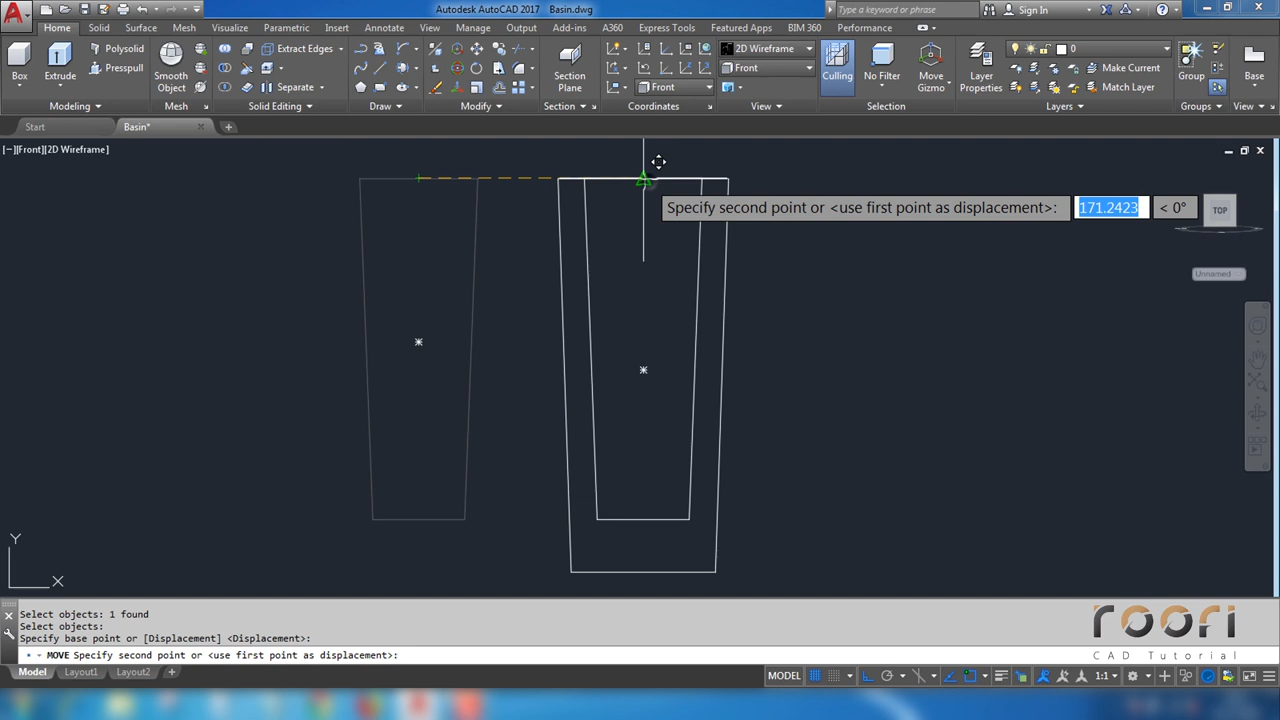 Autodesk AutoCAD 2017 Basin.dwg
Type a keyword or phrase
Sign In
Home Solid Surface Mesh Visualize Parametric Insert Annotate View Manage Output Add-ins A360 Express Tools Featured Apps BIM 360 Performance
Box
Extrude
Polysolid
Presspull
Smooth Object
Extract Edges
Separate
Section Plane
2D Wireframe
Front
Front
Culling
No Filter
Move Gizmo
Layer Properties
0
Make Current
Match Layer
Group
Base
Modeling Mesh Solid Editing Draw Modify Section Coordinates View Selection Layers Groups View
Start Basin*
[−][Front][2D Wireframe]
Specify second point or <use first point as displacement>: 171.2423 < 0°
TOP
Unnamed
Y
X
Select objects: 1 found
Select objects:
Specify base point or [Displacement] <Displacement>:
MOVE Specify second point or <use first point as displacement>:
roori
CAD Tutorial
Model Layout1 Layout2
MODEL
1:1